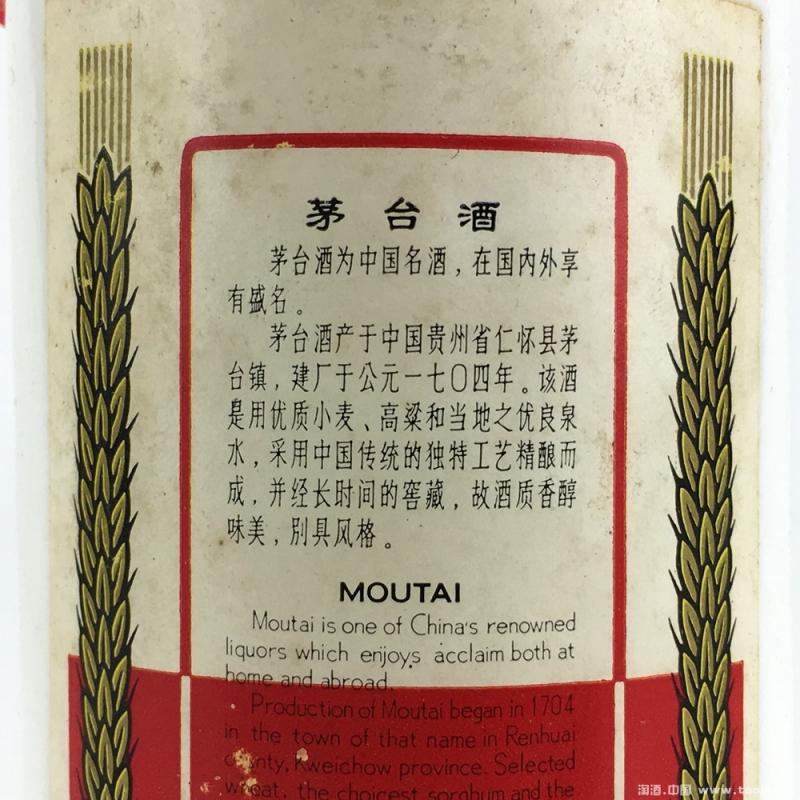 茅台酒
茅台酒为中国名酒，在国内外享
有盛名。
茅台酒产于中国贵州省仁怀县茅
台镇，建厂于公元一七〇四年。该酒
是用优质小麦、高粱和当地之优良泉
水，采用中国传统的独特工艺精酿而
成，并经长时间的窖藏，故酒质香醇
味美，别具风格。
MOUTAI
Moutai is one of China's renowned
liquors which enjoys acclaim both at
home and abroad.
Production of Moutai began in 1704
in the town of that name in Renhuai
county, Kweichow province. Selected
wheat, the choicest sorghum and the
淘酒.中国